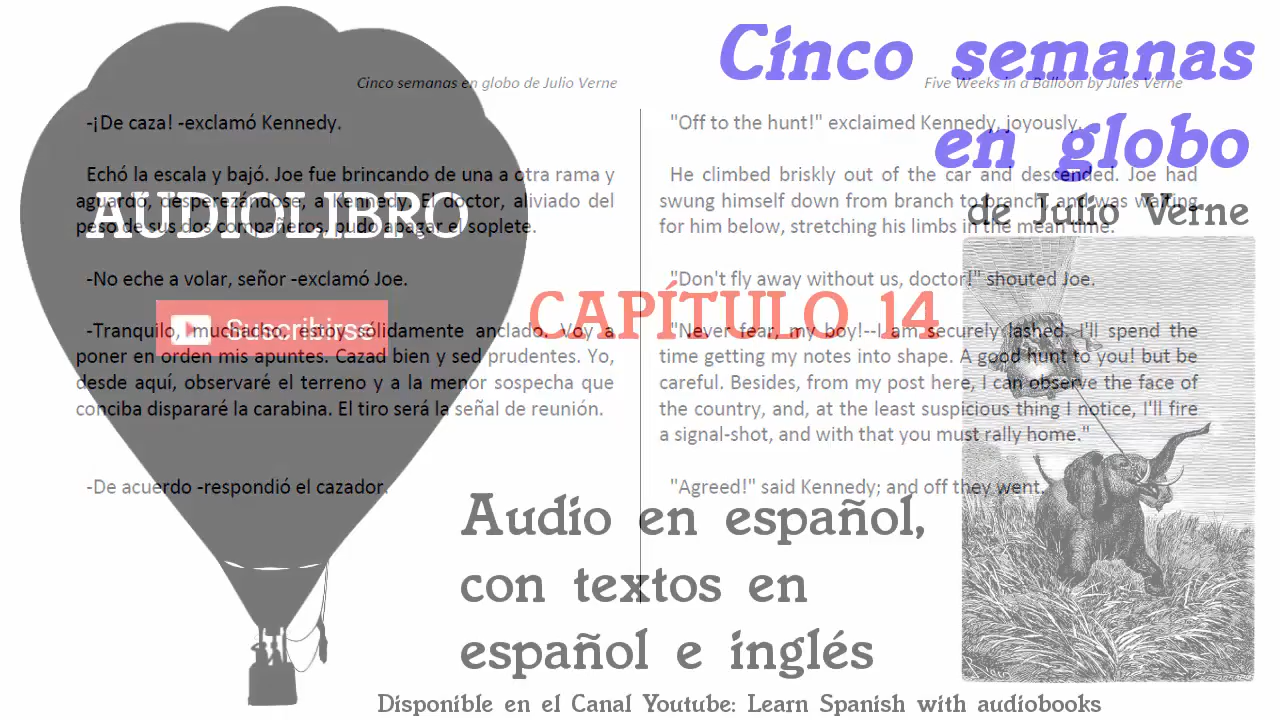 Cinco semanas
en globo
de Julio Verne
AUDIOLIBRO
Suscribirse
CAPÍTULO 14
Audio en español,
con textos en
español e inglés
Disponible en el Canal Youtube: Learn Spanish with audiobooks
Cinco semanas en globo de Julio Verne
-¡De caza! -exclamó Kennedy.
Echó la escala y bajó. Joe fue brincando de una a otra rama y
aguardó, desperezándose, a Kennedy. El doctor, aliviado del
peso de sus dos compañeros, pudo apagar el soplete.
-No eche a volar, señor -exclamó Joe.
-Tranquilo, muchacho, estoy sólidamente anclado. Voy a
poner en orden mis apuntes. Cazad bien y sed prudentes. Yo,
desde aquí, observaré el terreno y a la menor sospecha que
conciba dispararé la carabina. El tiro será la señal de reunión.
-De acuerdo -respondió el cazador.
Five Weeks in a Balloon by Jules Verne
"Off to the hunt!" exclaimed Kennedy, joyously.
He climbed briskly out of the car and descended. Joe had
swung himself down from branch to branch, and was waiting
for him below, stretching his limbs in the mean time.
"Don't fly away without us, doctor!" shouted Joe.
"Never fear, my boy!--I am securely lashed. I'll spend the
time getting my notes into shape. A good hunt to you! but be
careful. Besides, from my post here, I can observe the face of
the country, and, at the least suspicious thing I notice, I'll fire
a signal-shot, and with that you must rally home."
"Agreed!" said Kennedy; and off they went.